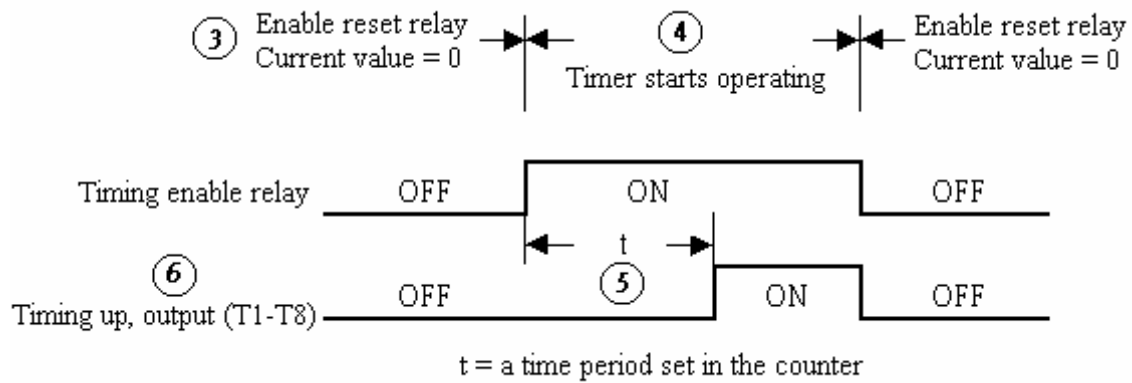 3 Enable reset relay
Current value = 0
4
Timer starts operating
Enable reset relay
Current value = 0
Timing enable relay OFF ON OFF
t
6 5
Timing up, output (T1-T8) OFF ON OFF
t = a time period set in the counter